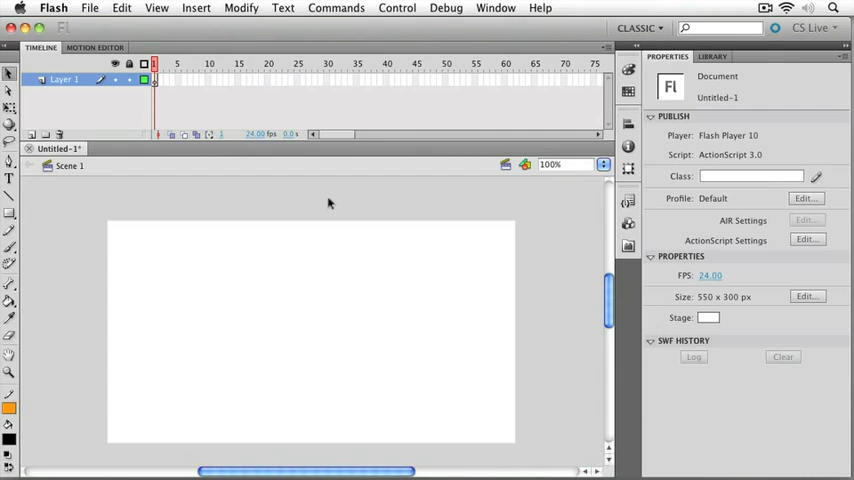 Flash File Edit View Insert Modify Text Commands Control Debug Window Help
Fl CLASSIC CS Live
TIMELINE MOTION EDITOR
1 5 10 15 20 25 30 35 40 45 50 55 60 65 70 75
Layer 1
1 24.00 fps 0.0 s
Untitled-1*
Scene 1 100%
T
PROPERTIES LIBRARY
Fl
Document
Untitled-1
PUBLISH
Player: Flash Player 10
Script: ActionScript 3.0
Class:
Profile: Default Edit...
AIR Settings Edit...
ActionScript Settings Edit...
PROPERTIES
FPS: 24.00
Size: 550 x 300 px Edit...
Stage:
SWF HISTORY
Log Clear